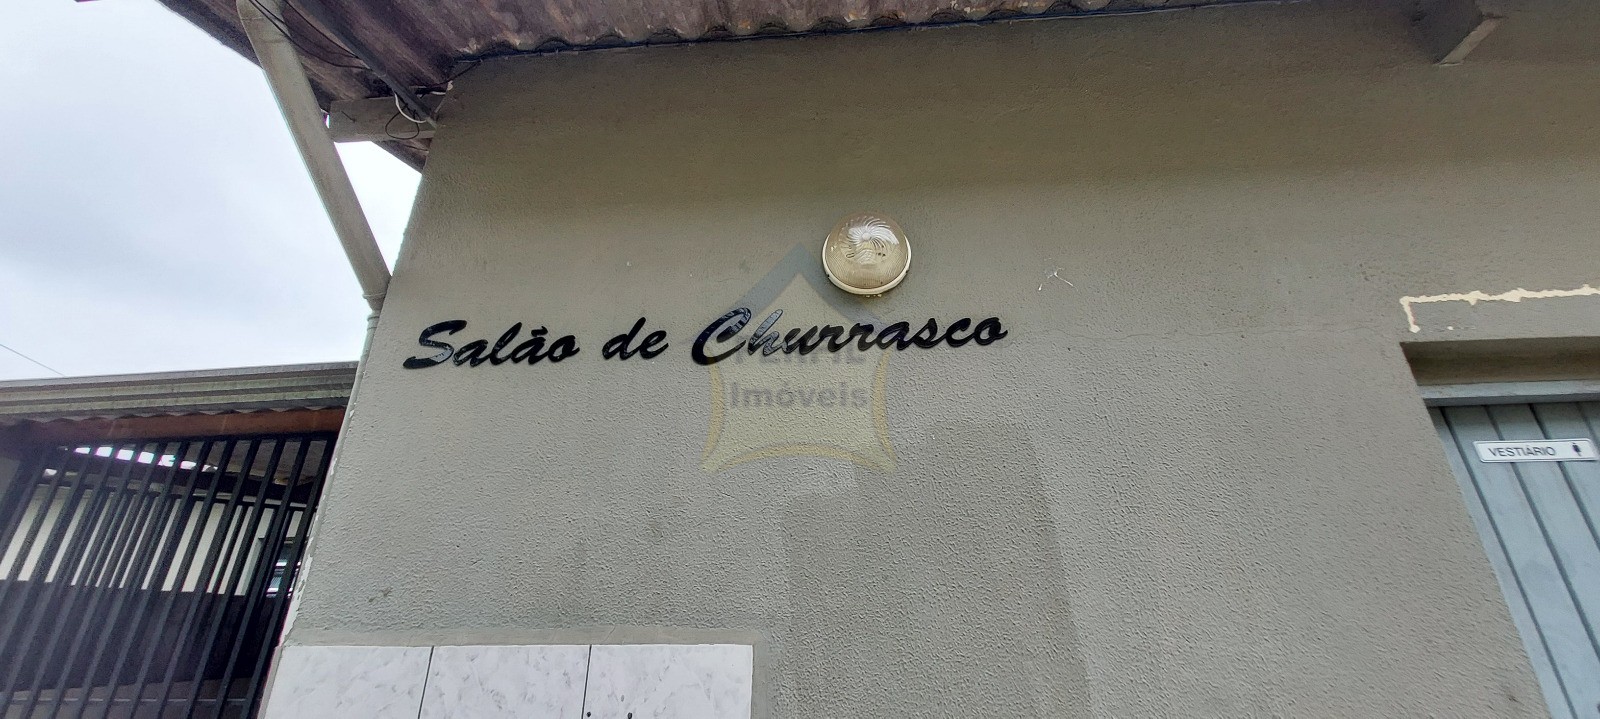 Salão de Churrasco
Imóveis
VESTIÁRIO